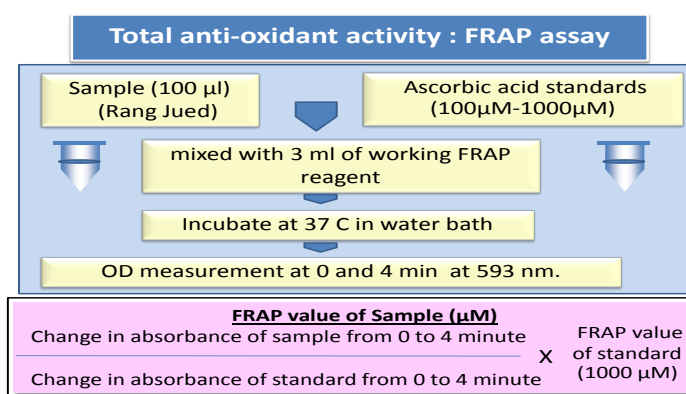 Total anti-oxidant activity : FRAP assay
Sample (100 µl)
(Rang Jued)
Ascorbic acid standards
(100µM-1000µM)
mixed with 3 ml of working FRAP
reagent
Incubate at 37 C in water bath
OD measurement at 0 and 4 min  at 593 nm.
FRAP value of Sample (µM)
Change in absorbance of sample from 0 to 4 minute
Change in absorbance of standard from 0 to 4 minute
X
FRAP value
of standard
(1000 µM)